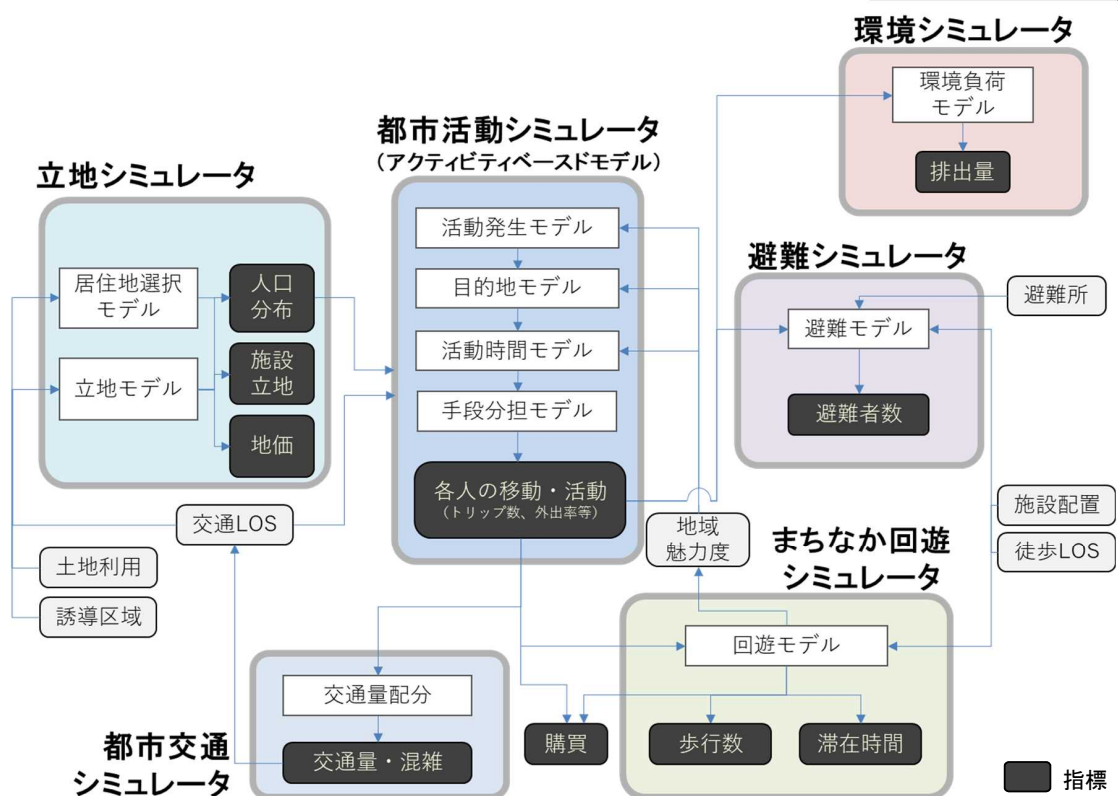 環境シミュレータ
環境負荷
モデル
排出量
都市活動シミュレータ
(アクティビティベースドモデル)
活動発生モデル
目的地モデル
活動時間モデル
手段分担モデル
各人の移動・活動
(トリップ数、外出率等)
立地シミュレータ
居住地選択
モデル
立地モデル
人口
分布
施設
立地
地価
避難シミュレータ
避難所
避難モデル
避難者数
交通LOS
土地利用
誘導区域
地域
魅力度
施設配置
徒歩LOS
まちなか回遊
シミュレータ
回遊モデル
購買
歩行数
滞在時間
交通量配分
交通量・混雑
都市交通
シミュレータ
指標